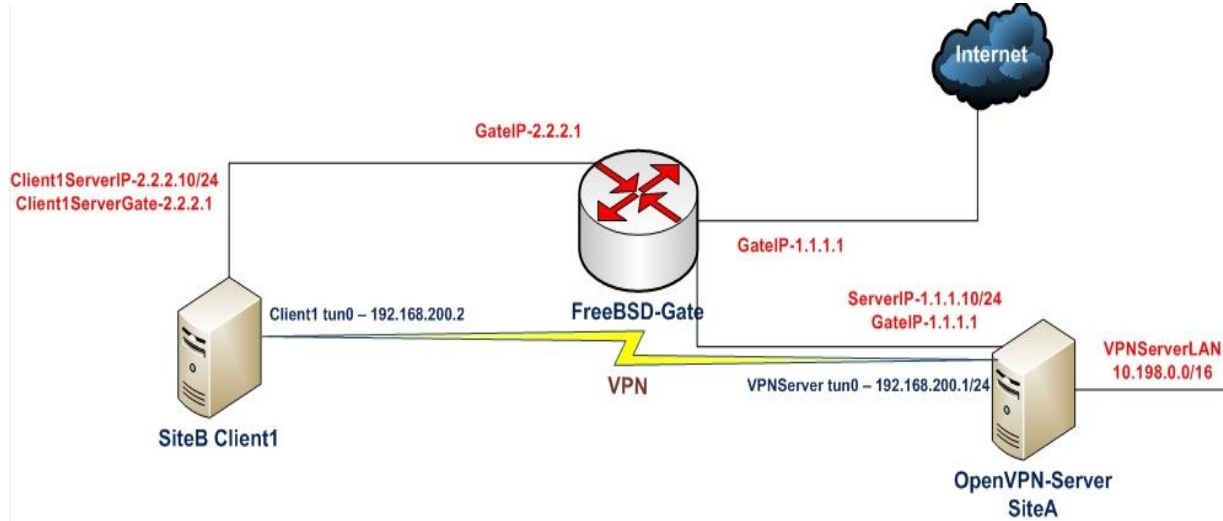 Internet
GateIP-2.2.2.1
Client1ServerIP-2.2.2.10/24
Client1ServerGate-2.2.2.1
GateIP-1.1.1.1
FreeBSD-Gate
ServerIP-1.1.1.10/24
GateIP-1.1.1.1
Client1 tun0 – 192.168.200.2
VPNServerLAN
10.198.0.0/16
VPN
VPNServer tun0 – 192.168.200.1/24
SiteB Client1
OpenVPN-Server
SiteA